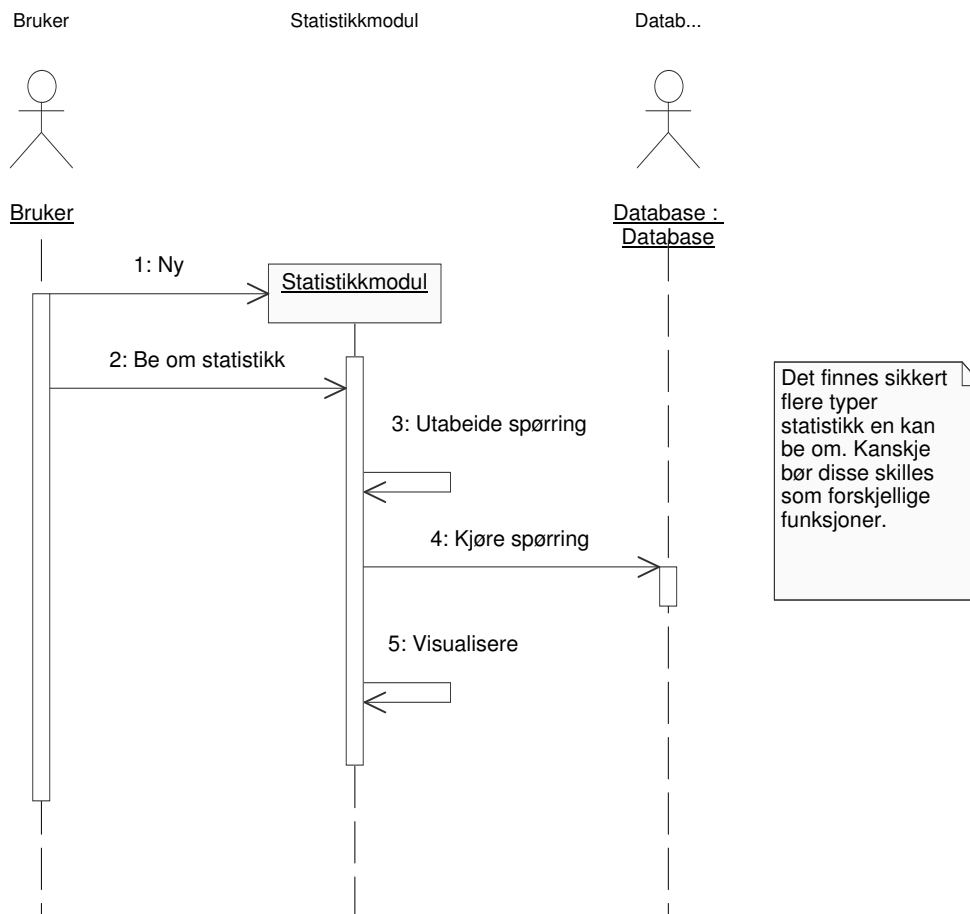 Bruker
Statistikkmodul
Datab...
Bruker
Database :
Database
1: Ny
Statistikkmodul
2: Be om statistikk
3: Utabeide spørring
4: Kjøre spørring
5: Visualisere
Det finnes sikkert
flere typer
statistikk en kan
be om. Kanskje
bør disse skilles
som forskjellige
funksjoner.